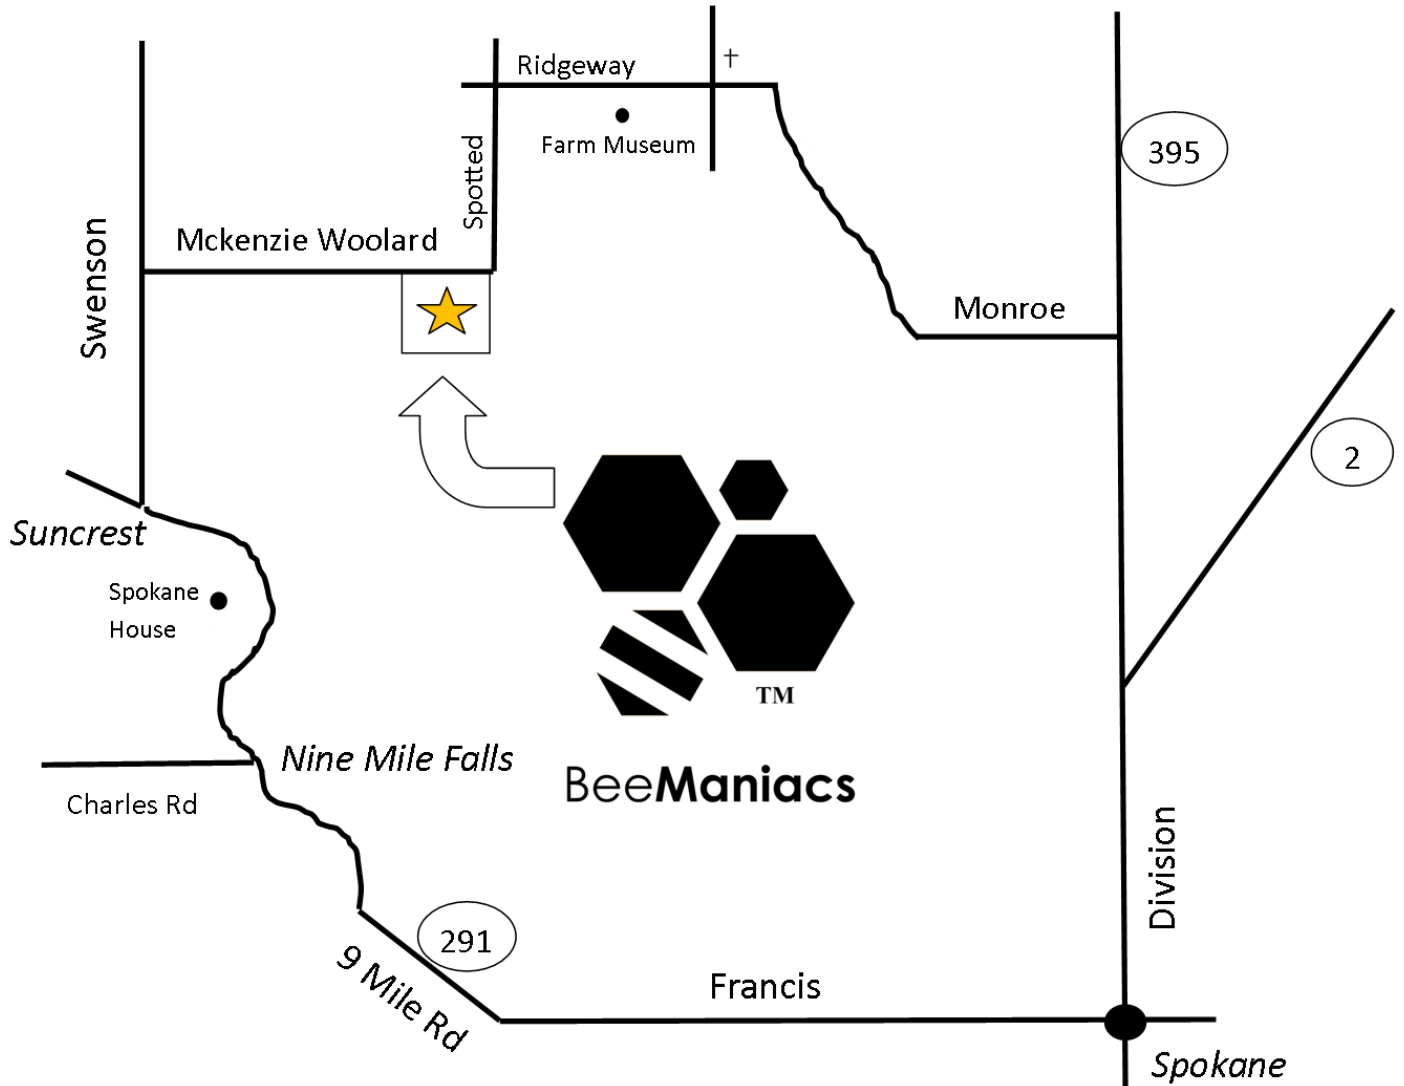 Ridgeway
†
Farm Museum
Spotted
395
Mckenzie Woolard
Swenson
Monroe
2
Suncrest
Spokane
House
TM
Nine Mile Falls
BeeManiacs
Charles Rd
Division
291
9 Mile Rd
Francis
Spokane